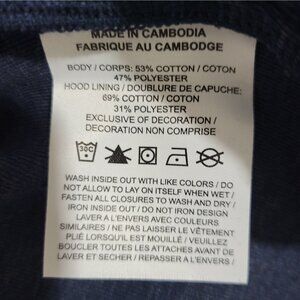 MADE IN CAMBODIA
FABRIQUE AU CAMBODGE
BODY / CORPS: 53% COTTON / COTON
47% POLYESTER
HOOD LINING / DOUBLURE DE CAPUCHE:
69% COTTON / COTON
31% POLYESTER
EXCLUSIVE OF DECORATION /
DECORATION NON COMPRISE
30C
WASH INSIDE OUT WITH LIKE COLORS / DO
NOT ALLOW TO LAY ON ITSELF WHEN WET /
FASTEN ALL CLOSURES TO WASH AND DRY /
IRON INSIDE OUT / DO NOT IRON DESIGN
LAVER A L'ENVERS AVEC COULEURS
SIMILAIRES / NE PAS LAISSER LE VÊTEMENT
PLIÉ LORSQU'IL EST MOUILLÉ / VEUILLEZ
BOUCLER TOUTES LES ATTACHES AVANT DE
LAVER ET SECHER / REPASSER A L'ENVERS /